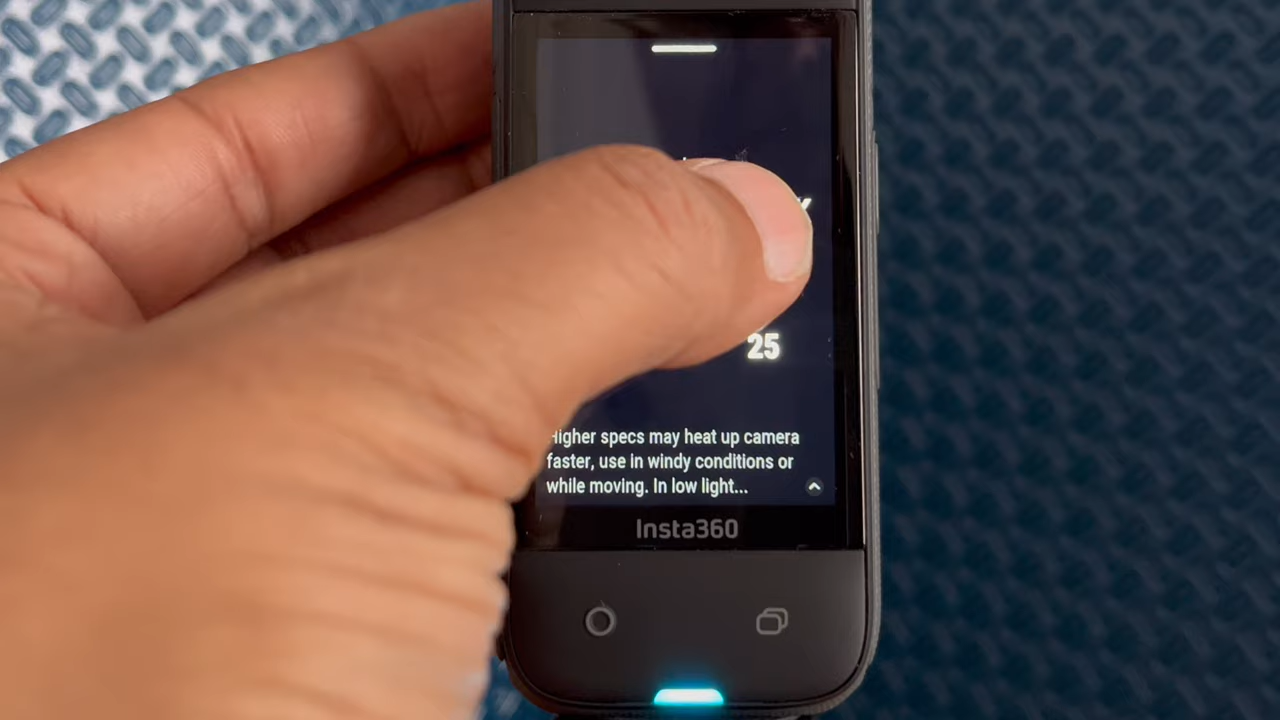 25
Higher specs may heat up camera
faster, use in windy conditions or
while moving. In low light...
Insta360